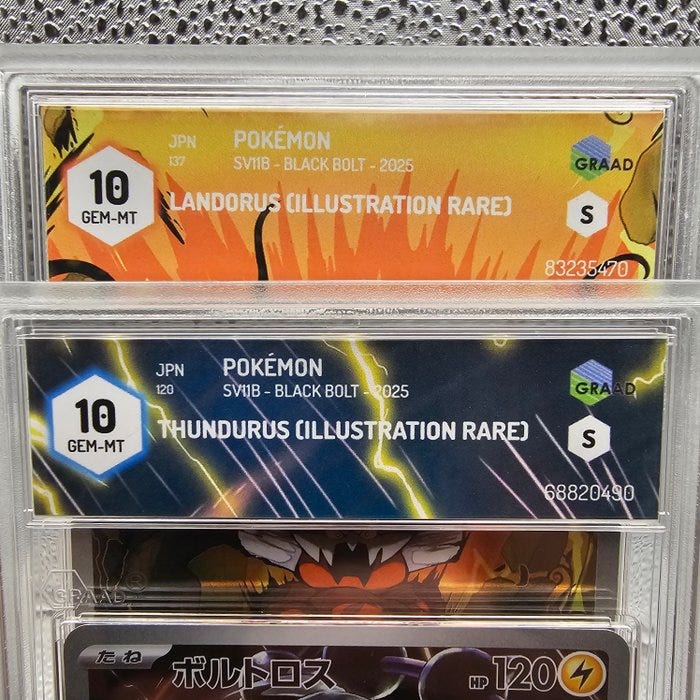 JPN POKÉMON
137 SV11B - BLACK BOLT - 2025
GRAAD
10
GEM-MT
LANDORUS (ILLUSTRATION RARE)
S
83235470
JPN POKÉMON
120 SV11B - BLACK BOLT - 2025
GRAAD
10
GEM-MT
THUNDURUS (ILLUSTRATION RARE)
S
68820490
GRAAD®
たね ボルトロス HP 120